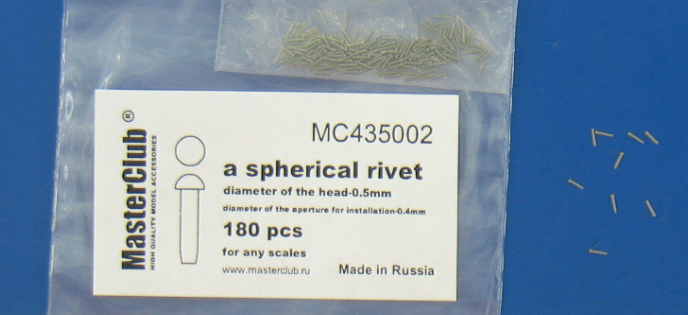 MasterClub ®
HIGH QUALITY MODEL ACCESSORIES
MC435002
a spherical rivet
diameter of the head-0.5mm
diameter of the aperture for installation-0.4mm
180 pcs
for any scales
www.masterclub.ru Made in Russia